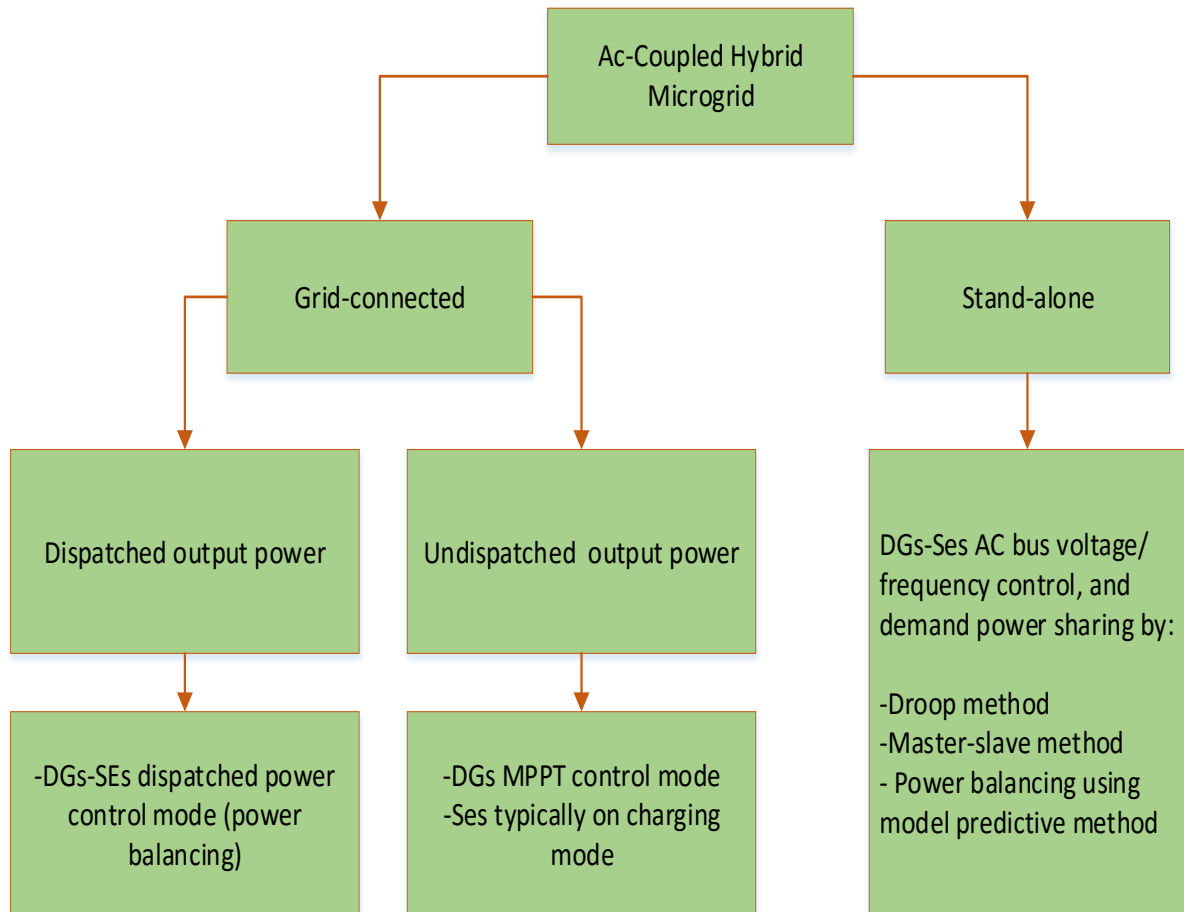 Ac-Coupled Hybrid
Microgrid
Grid-connected
Stand-alone
Dispatched output power
Undispatched output power
DGs-Ses AC bus voltage/
frequency control, and
demand power sharing by:
-Droop method
-Master-slave method
- Power balancing using
model predictive method
-DGs-SEs dispatched power
control mode (power
balancing)
-DGs MPPT control mode
-Ses typically on charging
mode